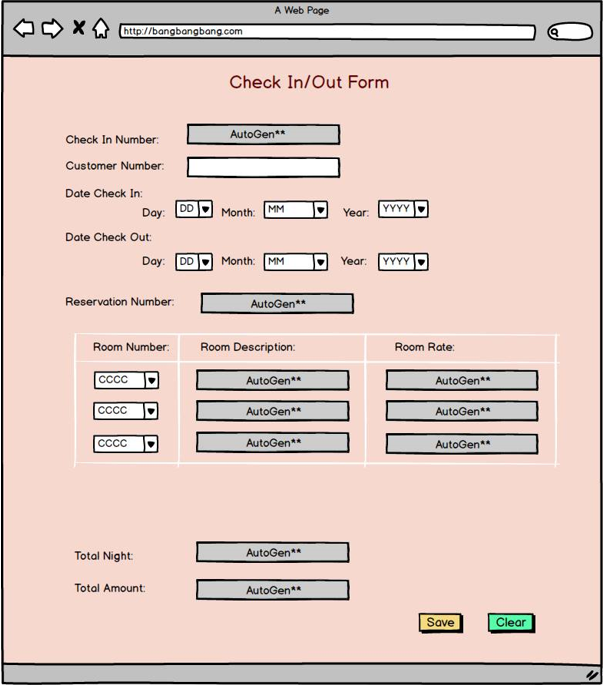 A Web Page
http://bangbangbang.com
Check In/Out Form
Check In Number: AutoGen**
Customer Number:
Date Check In:
Day: DD Month: MM Year: YYYY
Date Check Out:
Day: DD Month: MM Year: YYYY
Reservation Number: AutoGen**
Room Number: Room Description: Room Rate:
CCCC AutoGen** AutoGen**
CCCC AutoGen** AutoGen**
CCCC AutoGen** AutoGen**
Total Night: AutoGen**
Total Amount: AutoGen**
Save Clear